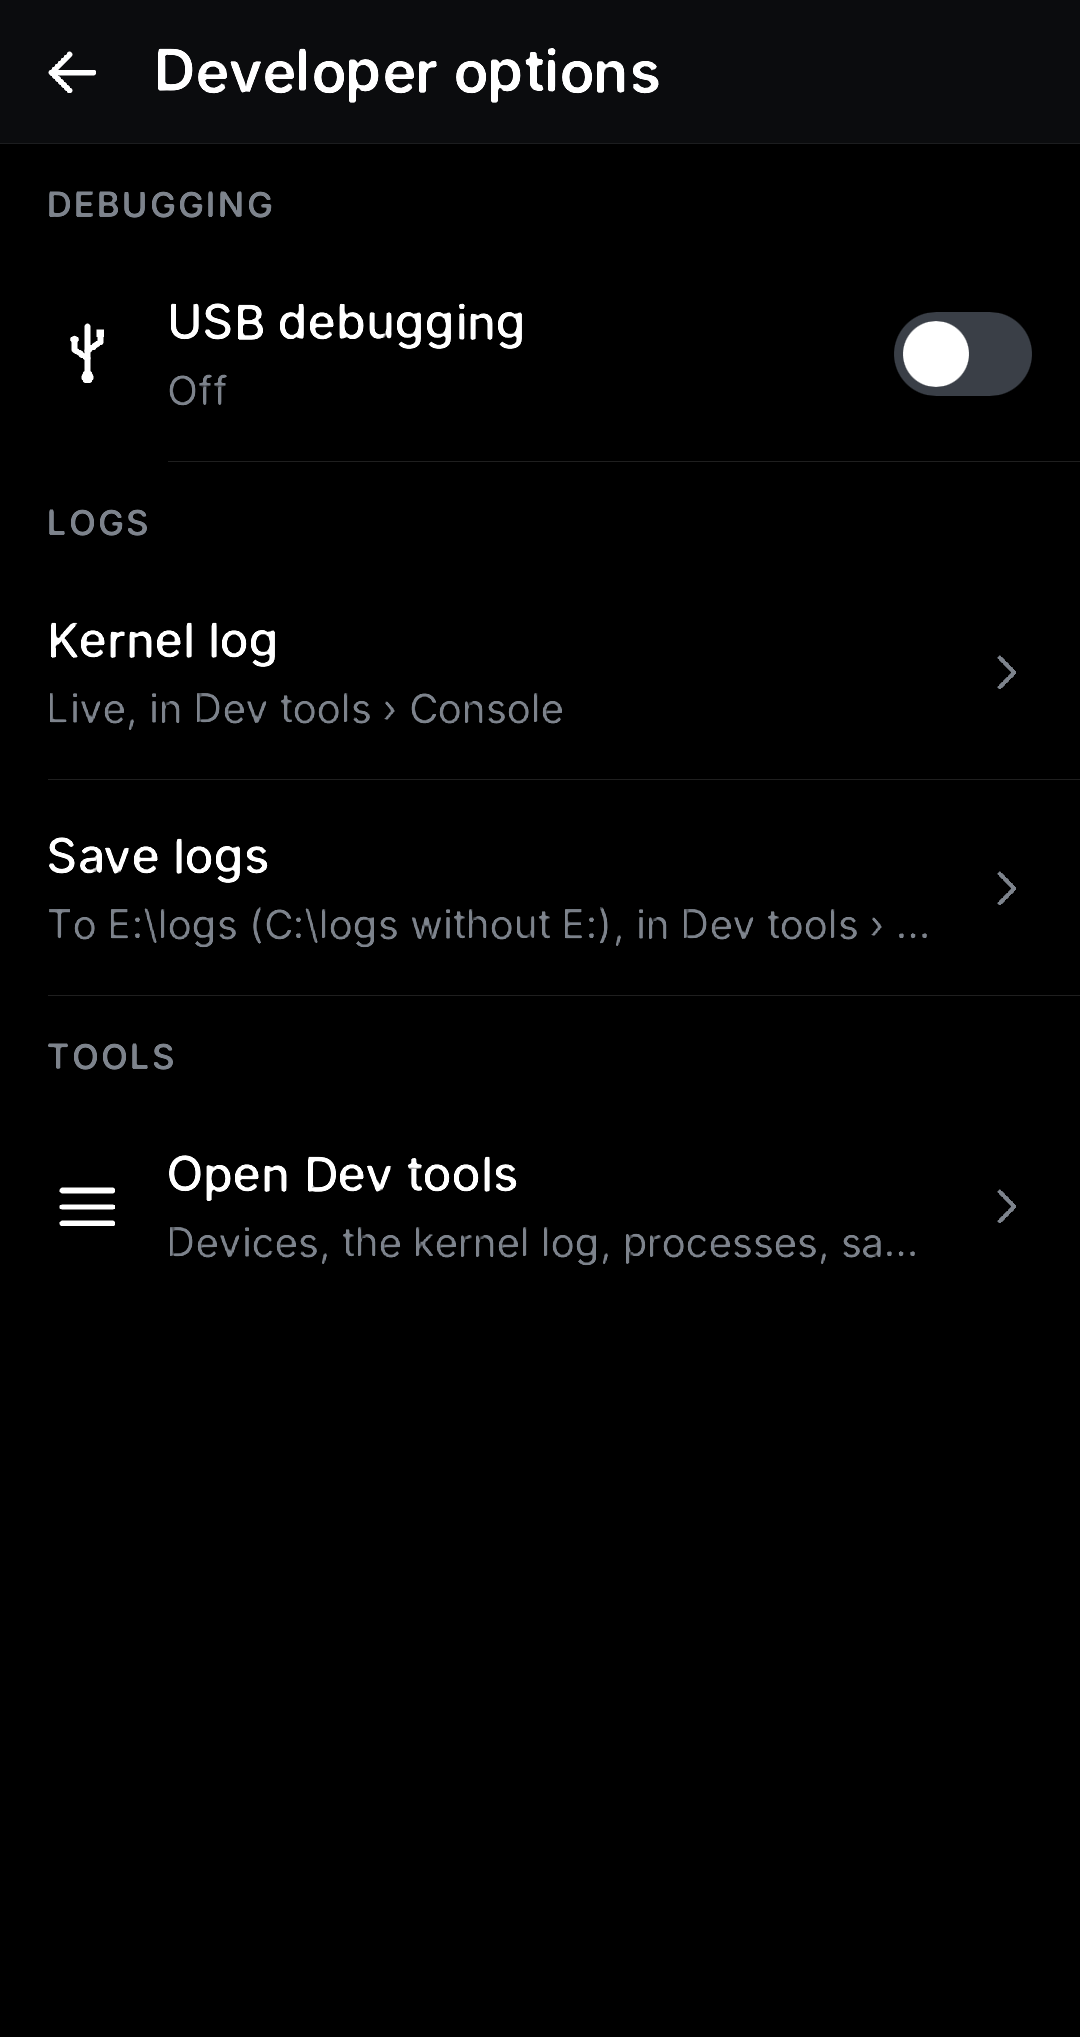 Developer options
DEBUGGING
USB debugging
Off
LOGS
Kernel log
Live, in Dev tools › Console
Save logs
To E:\logs (C:\logs without E:), in Dev tools › ...
TOOLS
Open Dev tools
Devices, the kernel log, processes, sa...